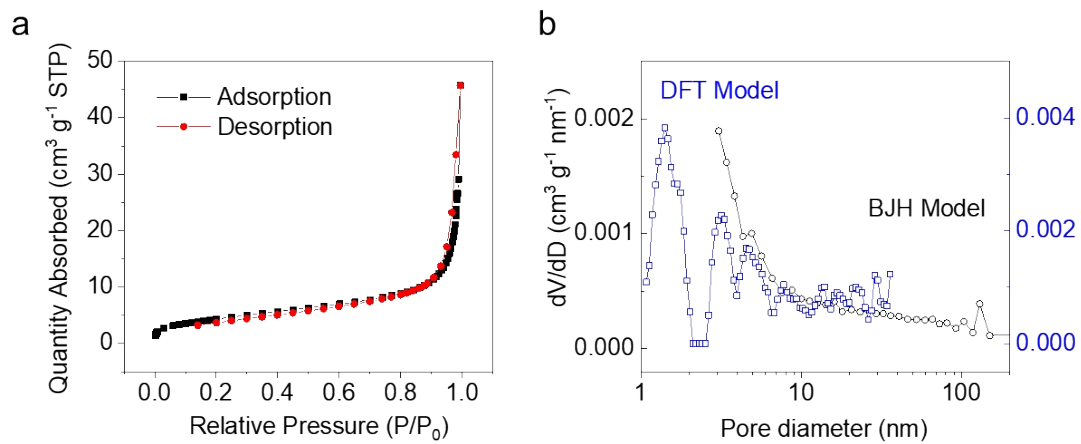 a
Quantity Absorbed (cm³ g⁻¹ STP)
50
40
30
20
10
0
Adsorption
Desorption
0.0 0.2 0.4 0.6 0.8 1.0
Relative Pressure (P/P₀)
b
dV/dD (cm³ g⁻¹ nm⁻¹)
0.002
0.001
0.000
DFT Model
BJH Model
0.004
0.002
0.000
1 10 100
Pore diameter (nm)